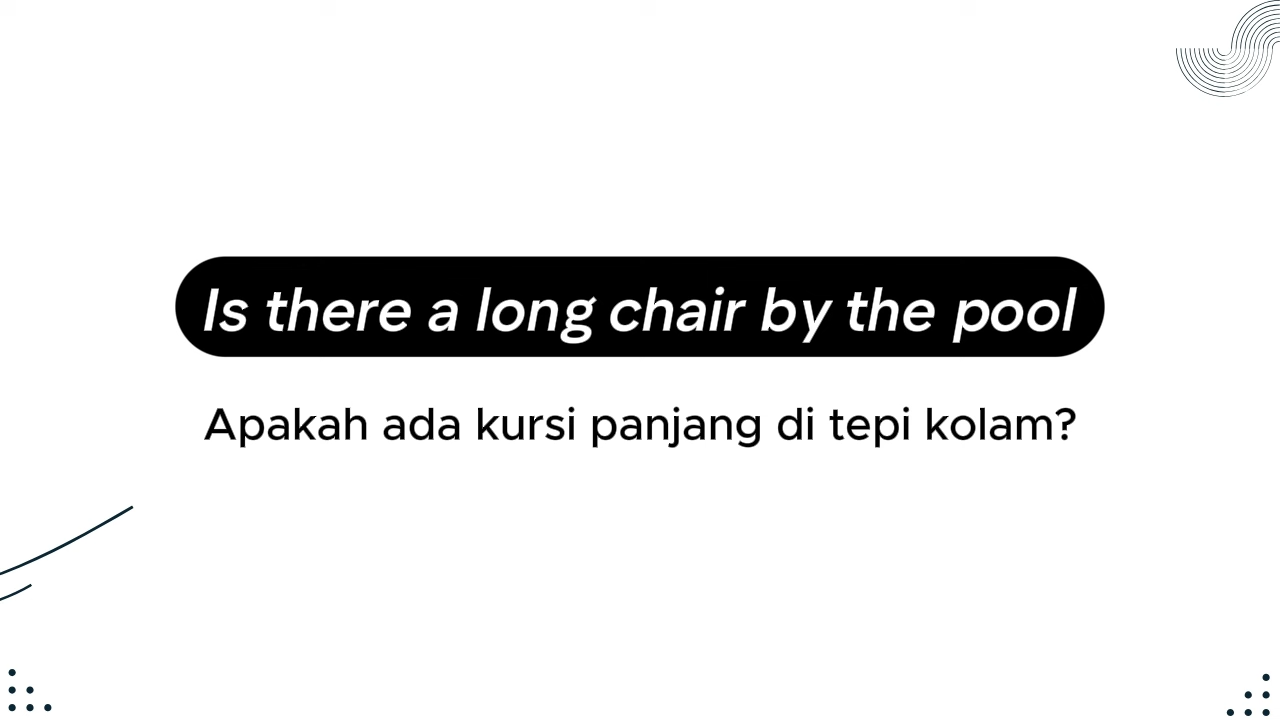 Is there a long chair by the pool
Apakah ada kursi panjang di tepi kolam?